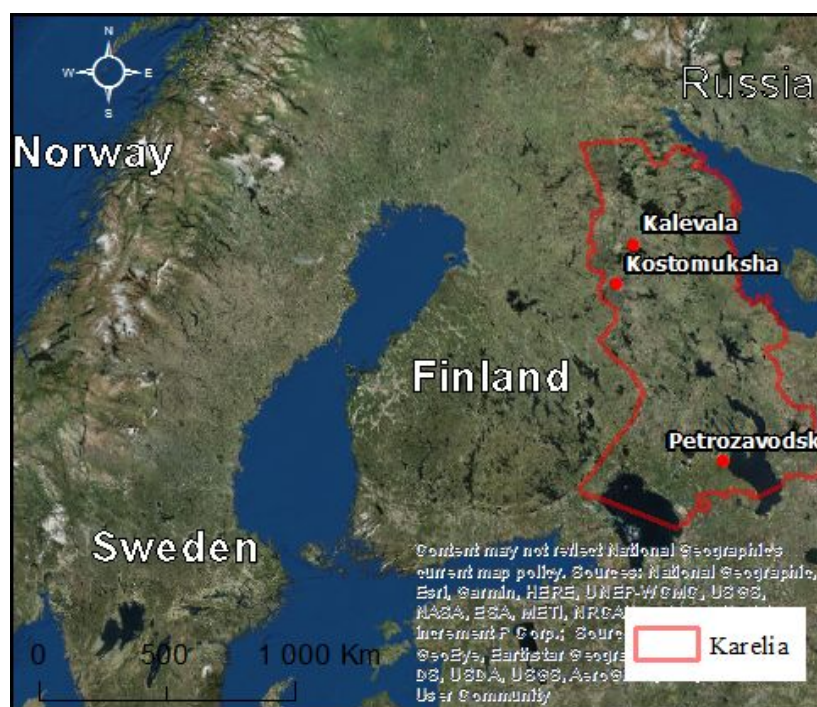 N
W E
S
Russia
Norway
Kalevala
Kostomuksha
Finland
Petrozavodsk
Sweden
Content may not reflect National Geographic's
current map policy. Sources: National Geographic,
Esri, Garmin, HERE, UNEP-WCMC, USGS,
NASA, ESA, METI, NRCAN
increment P Corp.; Sour
GeoEye, Earthstar Geogra
DS, USDA, USGS, AeroG
User Community
0 500 1 000 Km
Karelia